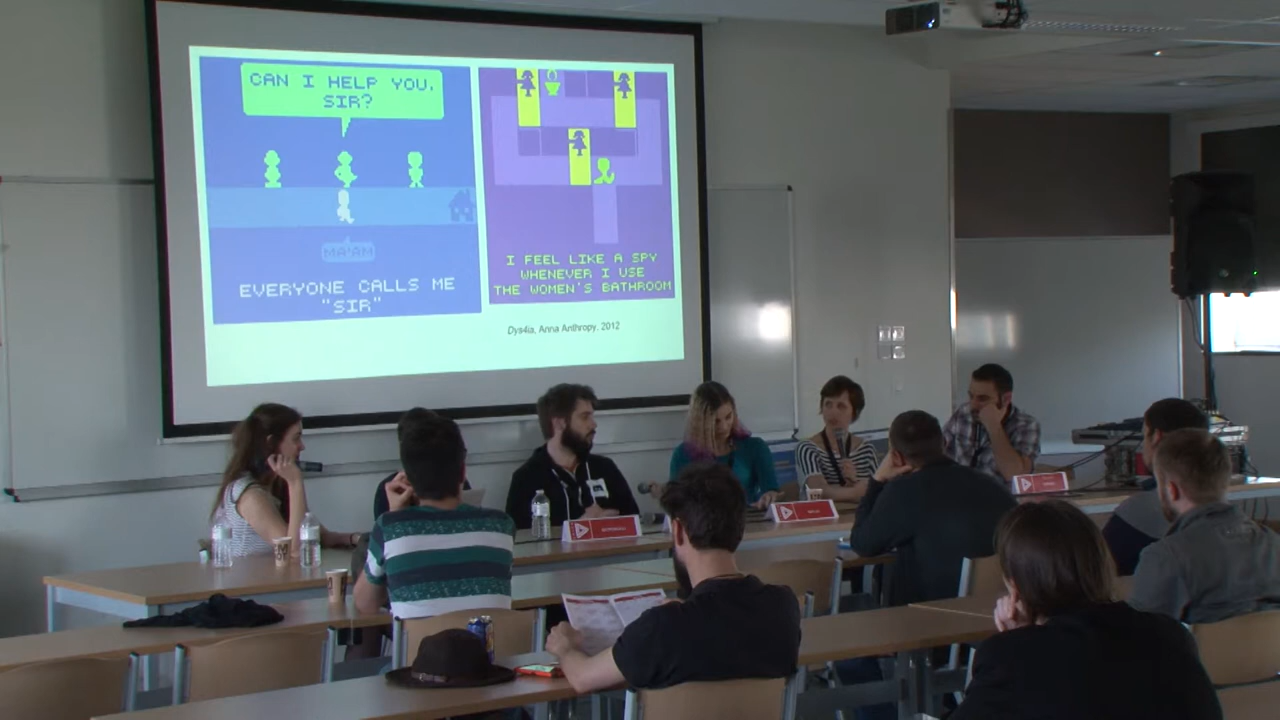 CAN I HELP YOU,
SIR?
MA'AM
EVERYONE CALLS ME
"SIR"
I FEEL LIKE A SPY
WHENEVER I USE
THE WOMEN'S BATHROOM
Dys4ia, Anna Anthropy, 2012